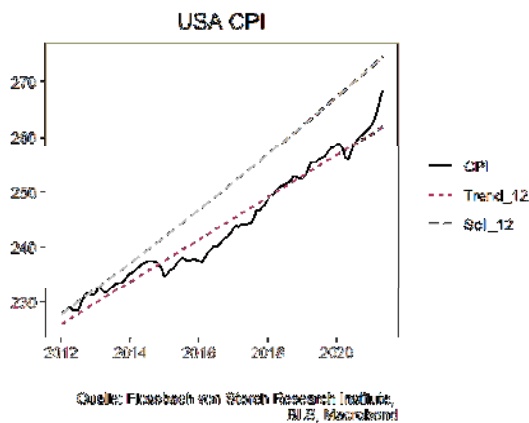 USA CPI
270
260
250
240
230
2012 2014 2016 2018 2020
CPI
Trend_12
Soll_12
Quelle: Flossbach von Storch Research Institute,
BLS, Macrobond